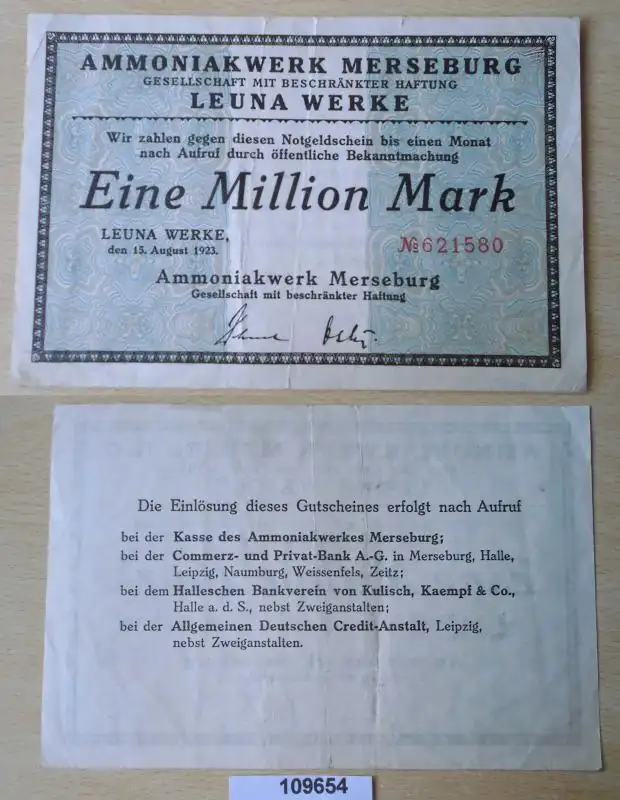 AMMONIAKWERK MERSEBURG
GESELLSCHAFT MIT BESCHRÄNKTER HAFTUNG
LEUNA WERKE
Wir zahlen gegen diesen Notgeldschein bis einen Monat
nach Aufruf durch öffentliche Bekanntmachung
Eine Million Mark
LEUNA WERKE,
den 15. August 1923.
№ 621580
Ammoniakwerk Merseburg
Gesellschaft mit beschränkter Haftung
Die Einlösung dieses Gutscheines erfolgt nach Aufruf
bei der Kasse des Ammoniakwerkes Merseburg;
bei der Commerz- und Privat-Bank A.-G. in Merseburg, Halle,
Leipzig, Naumburg, Weissenfels, Zeitz;
bei dem Halleschen Bankverein von Kulisch, Kaempf & Co.,
Halle a. d. S., nebst Zweiganstalten;
bei der Allgemeinen Deutschen Credit-Anstalt, Leipzig,
nebst Zweiganstalten.
109654